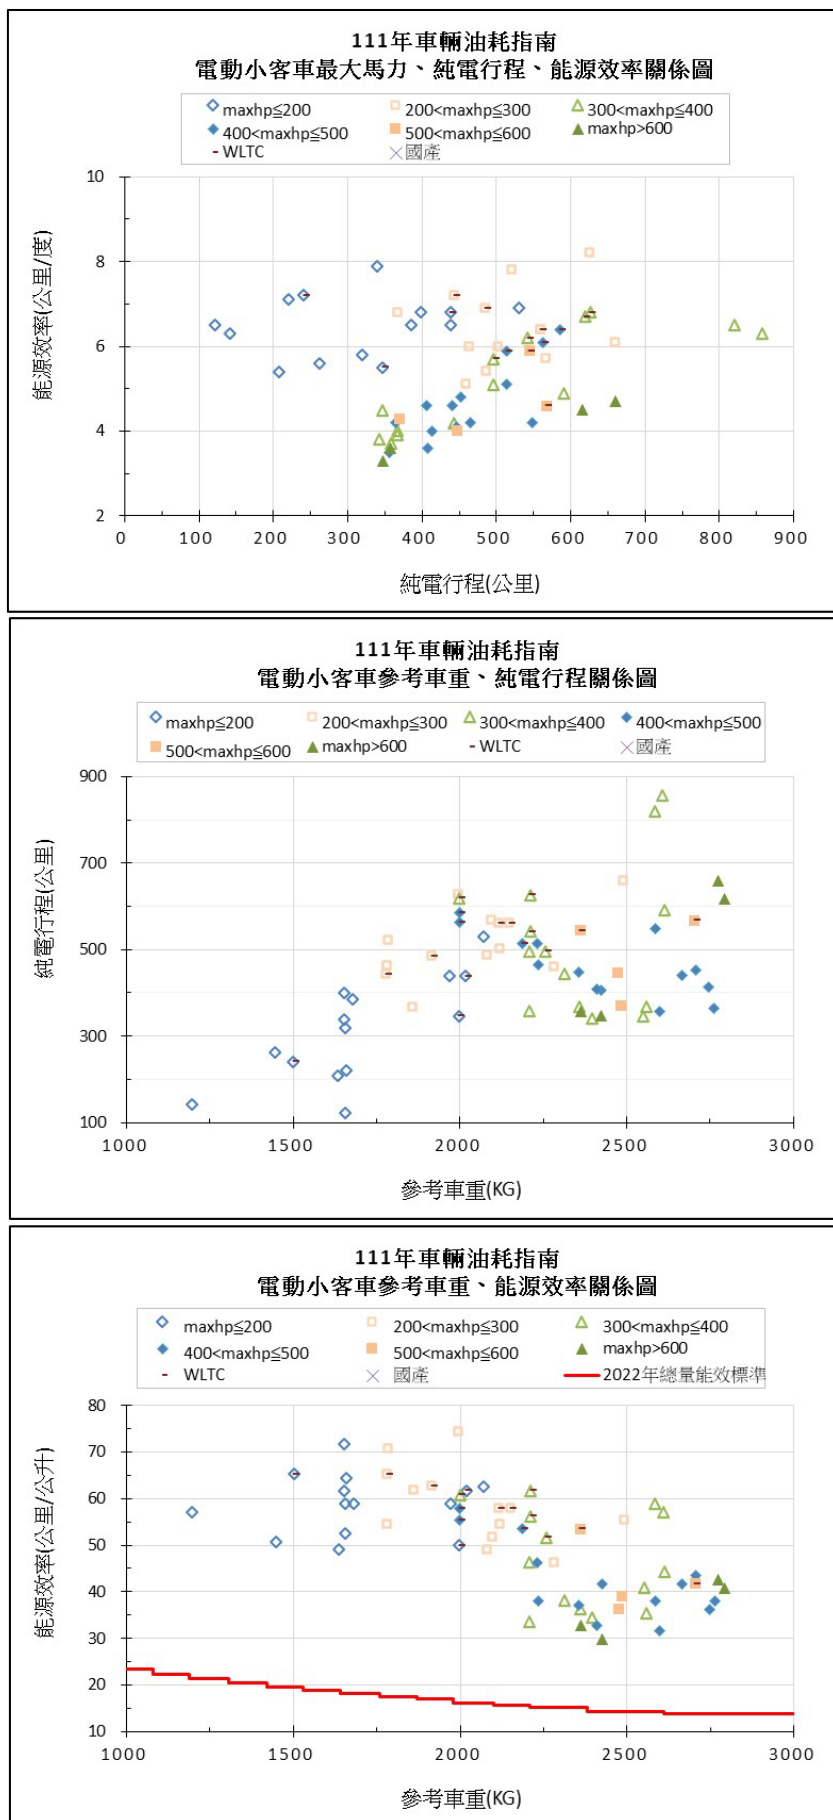 111年車輛油耗指南
電動小客車最大馬力、純電行程、能源效率關係圖
maxhp≦200 200<maxhp≦300 300<maxhp≦400
400<maxhp≦500 500<maxhp≦600 maxhp>600
WLTC 國產
10
8
6
4
2
能源效率(公里/度)
0 100 200 300 400 500 600 700 800 900
純電行程(公里)
111年車輛油耗指南
電動小客車參考車重、純電行程關係圖
maxhp≦200 200<maxhp≦300 300<maxhp≦400 400<maxhp≦500
500<maxhp≦600 maxhp>600 WLTC 國產
900
700
500
300
100
純電行程(公里)
1000 1500 2000 2500 3000
參考車重(KG)
111年車輛油耗指南
電動小客車參考車重、能源效率關係圖
maxhp≦200 200<maxhp≦300 300<maxhp≦400
400<maxhp≦500 500<maxhp≦600 maxhp>600
WLTC 國產 2022年總量能效標準
80
70
60
50
40
30
20
10
能源效率(公里/公升)
1000 1500 2000 2500 3000
參考車重(KG)